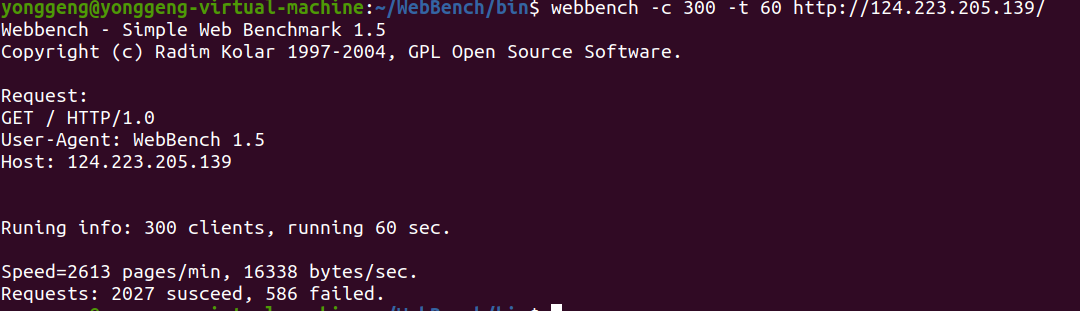 yonggeng@yonggeng-virtual-machine:~/WebBench/bin$ webbench -c 300 -t 60 http://124.223.205.139/
Webbench - Simple Web Benchmark 1.5
Copyright (c) Radim Kolar 1997-2004, GPL Open Source Software.
Request:
GET / HTTP/1.0
User-Agent: WebBench 1.5
Host: 124.223.205.139
Runing info: 300 clients, running 60 sec.
Speed=2613 pages/min, 16338 bytes/sec.
Requests: 2027 susceed, 586 failed.